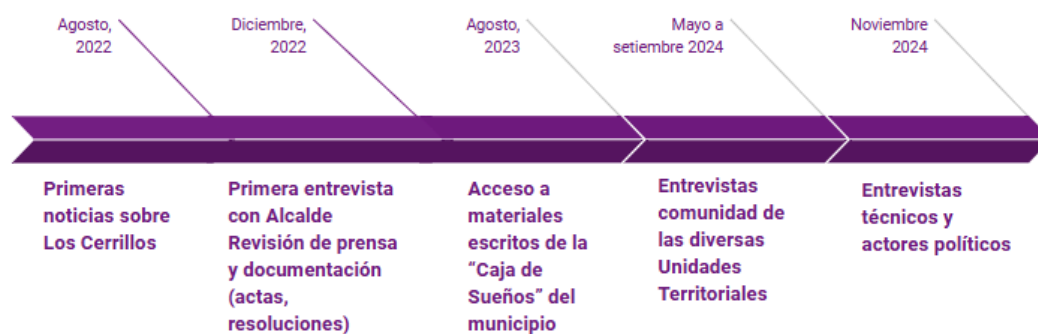 Agosto,
2022
Diciembre,
2022
Agosto,
2023
Mayo a
setiembre 2024
Noviembre
2024
Primeras
noticias sobre
Los Cerrillos
Primera entrevista
con Alcalde
Revisión de prensa
y documentación
(actas,
resoluciones)
Acceso a
materiales
escritos de la
“Caja de
Sueños” del
municipio
Entrevistas
comunidad de
las diversas
Unidades
Territoriales
Entrevistas
técnicos y
actores políticos